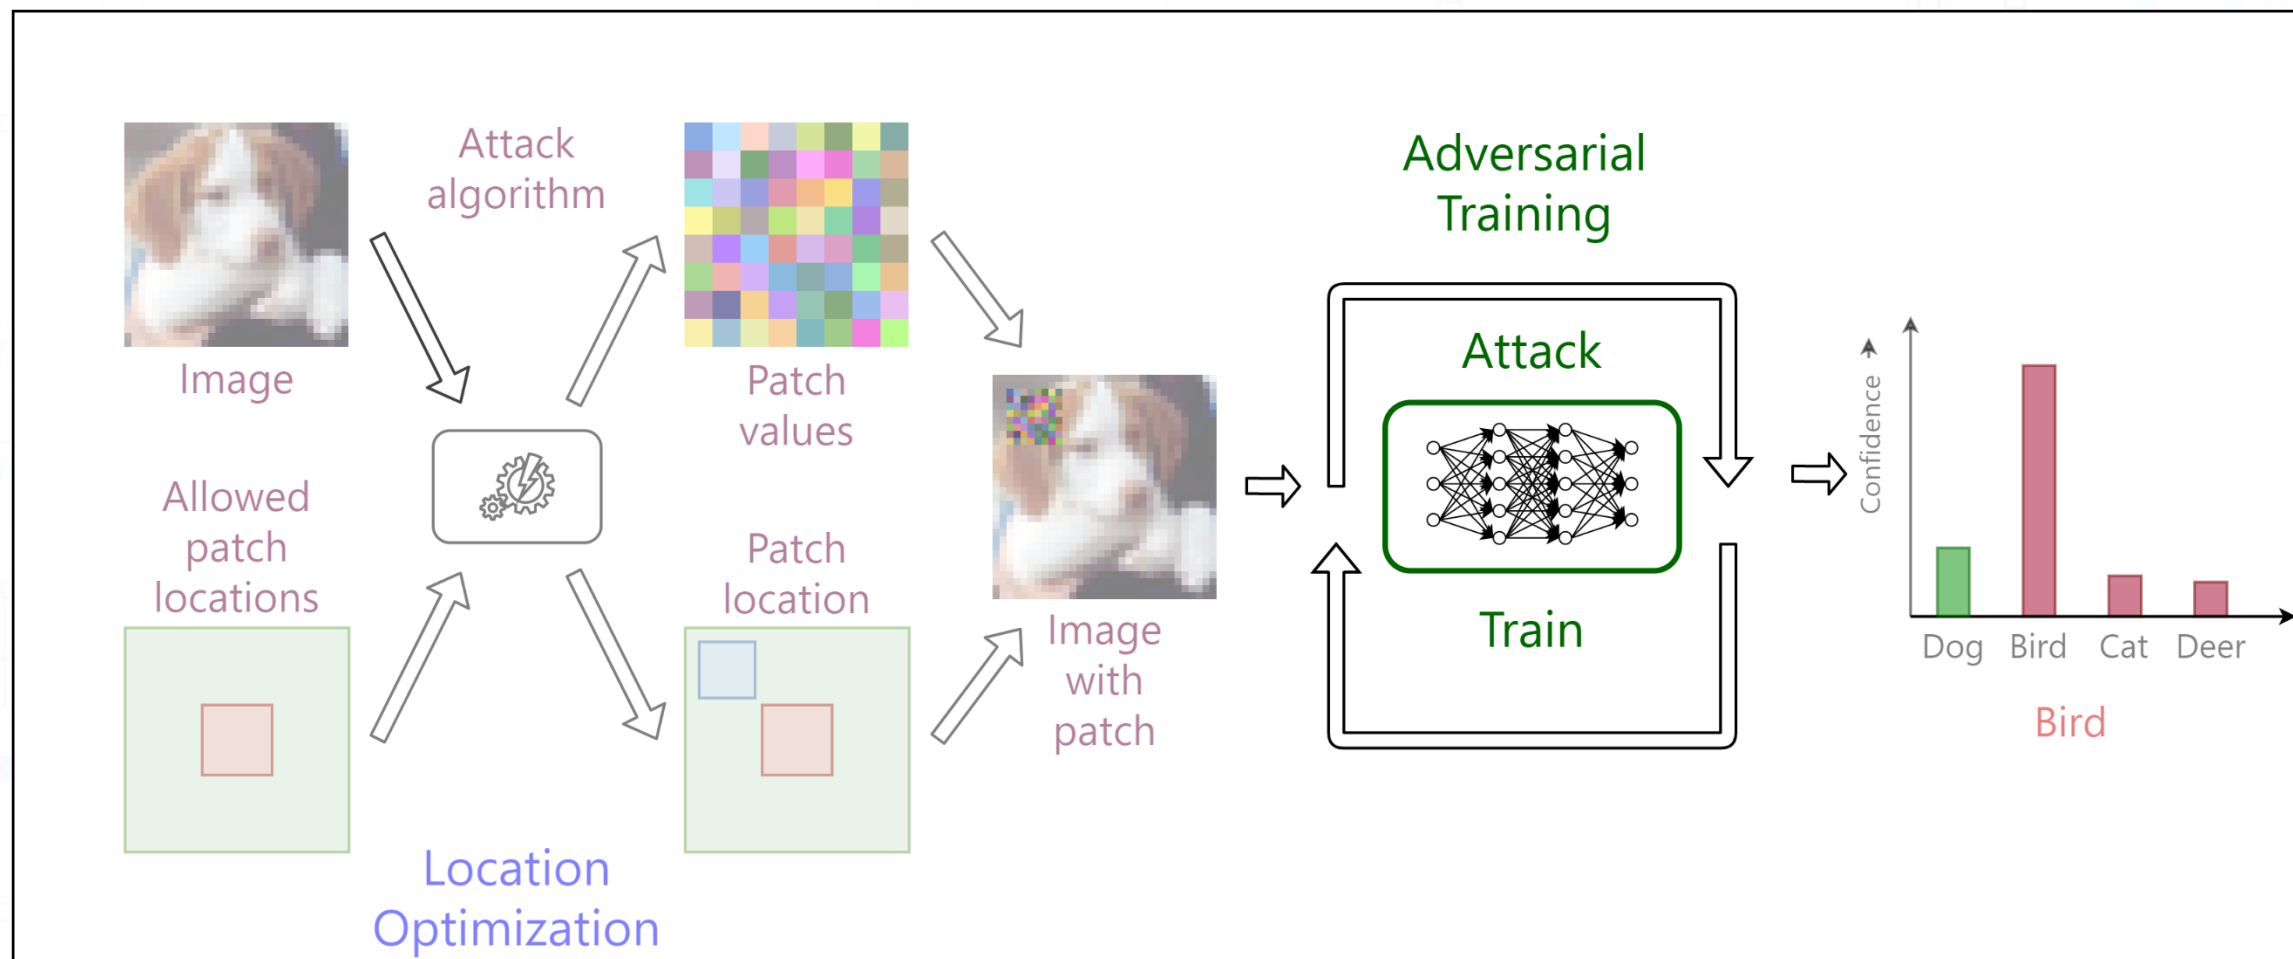 Attack
algorithm
Image
Allowed
patch
locations
Location
Optimization
Patch
values
Patch
location
Image
with
patch
Adversarial
Training
Attack
Train
Confidence
Dog
Bird
Cat
Deer
Bird